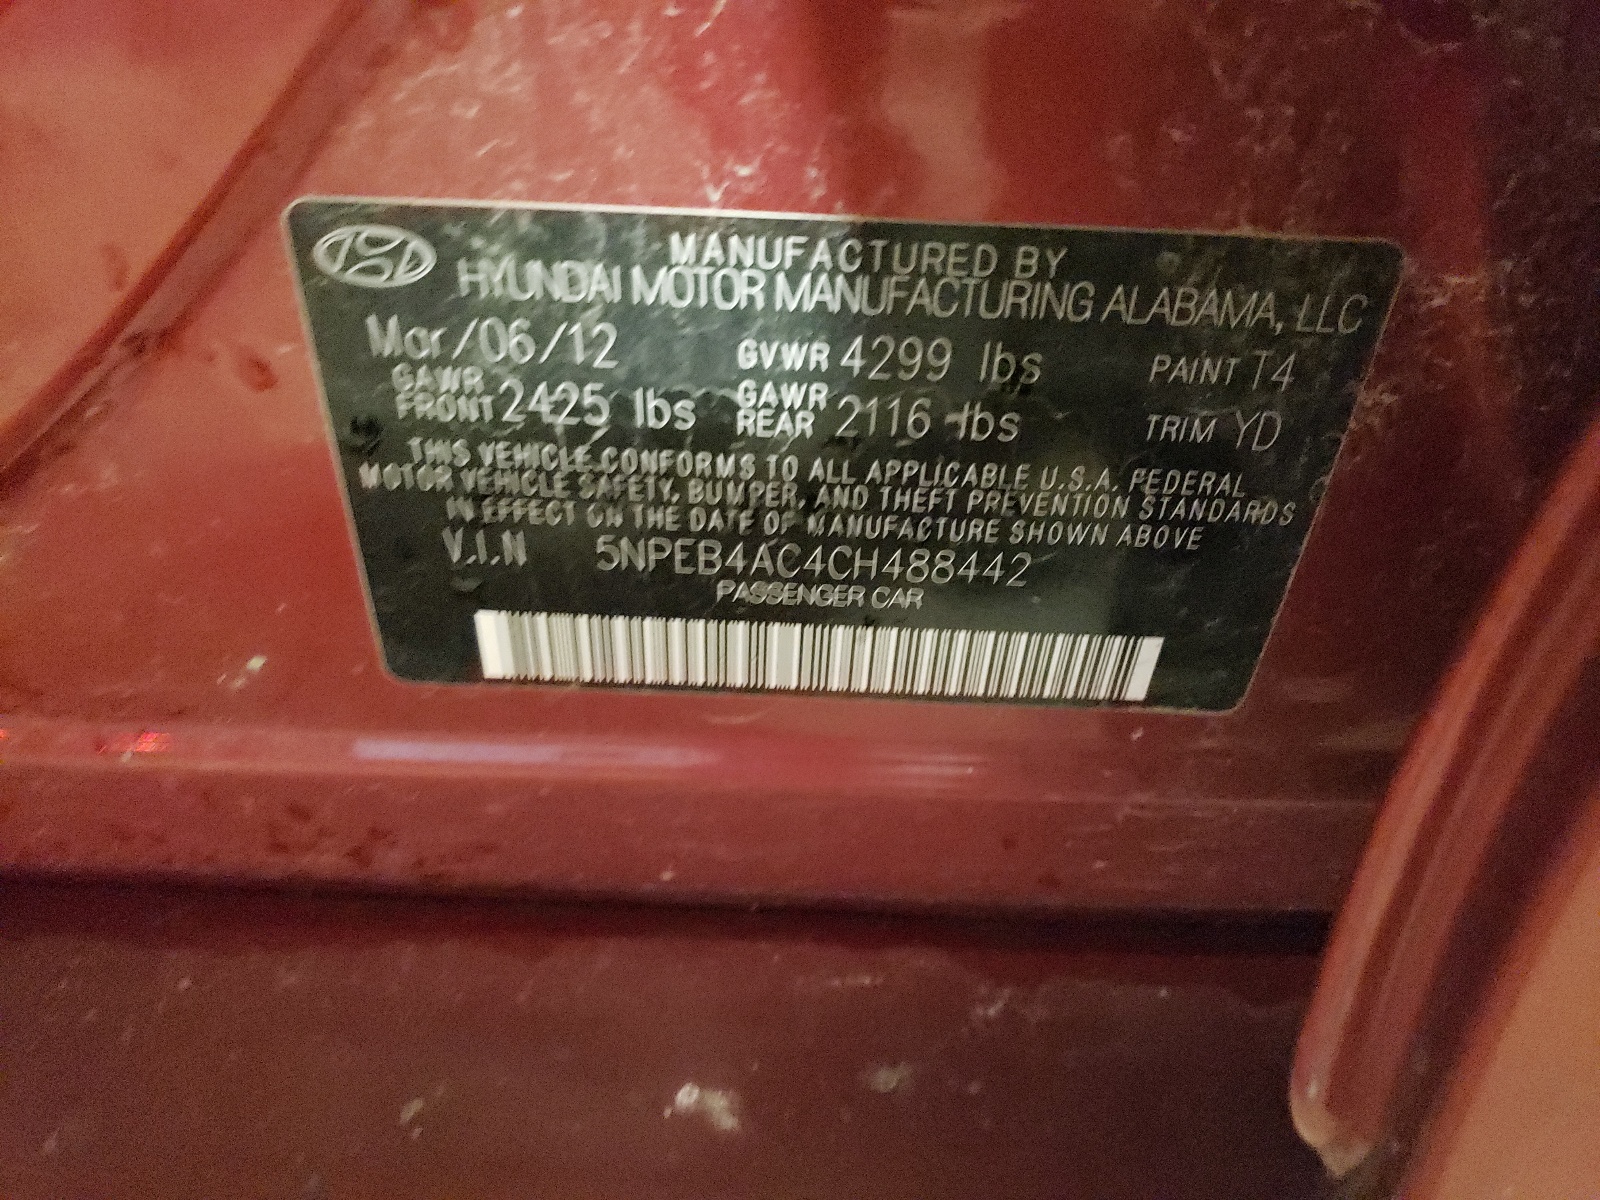 MANUFACTURED BY
HYUNDAI MOTOR MANUFACTURING ALABAMA, LLC
Mar/06/12 GVWR 4299 lbs PAINT T4
GAWR FRONT 2425 lbs GAWR REAR 2116 lbs TRIM YD
THIS VEHICLE CONFORMS TO ALL APPLICABLE U.S.A. FEDERAL
MOTOR VEHICLE SAFETY, BUMPER, AND THEFT PREVENTION STANDARDS
IN EFFECT ON THE DATE OF MANUFACTURE SHOWN ABOVE
V.I.N 5NPEB4AC4CH488442
PASSENGER CAR